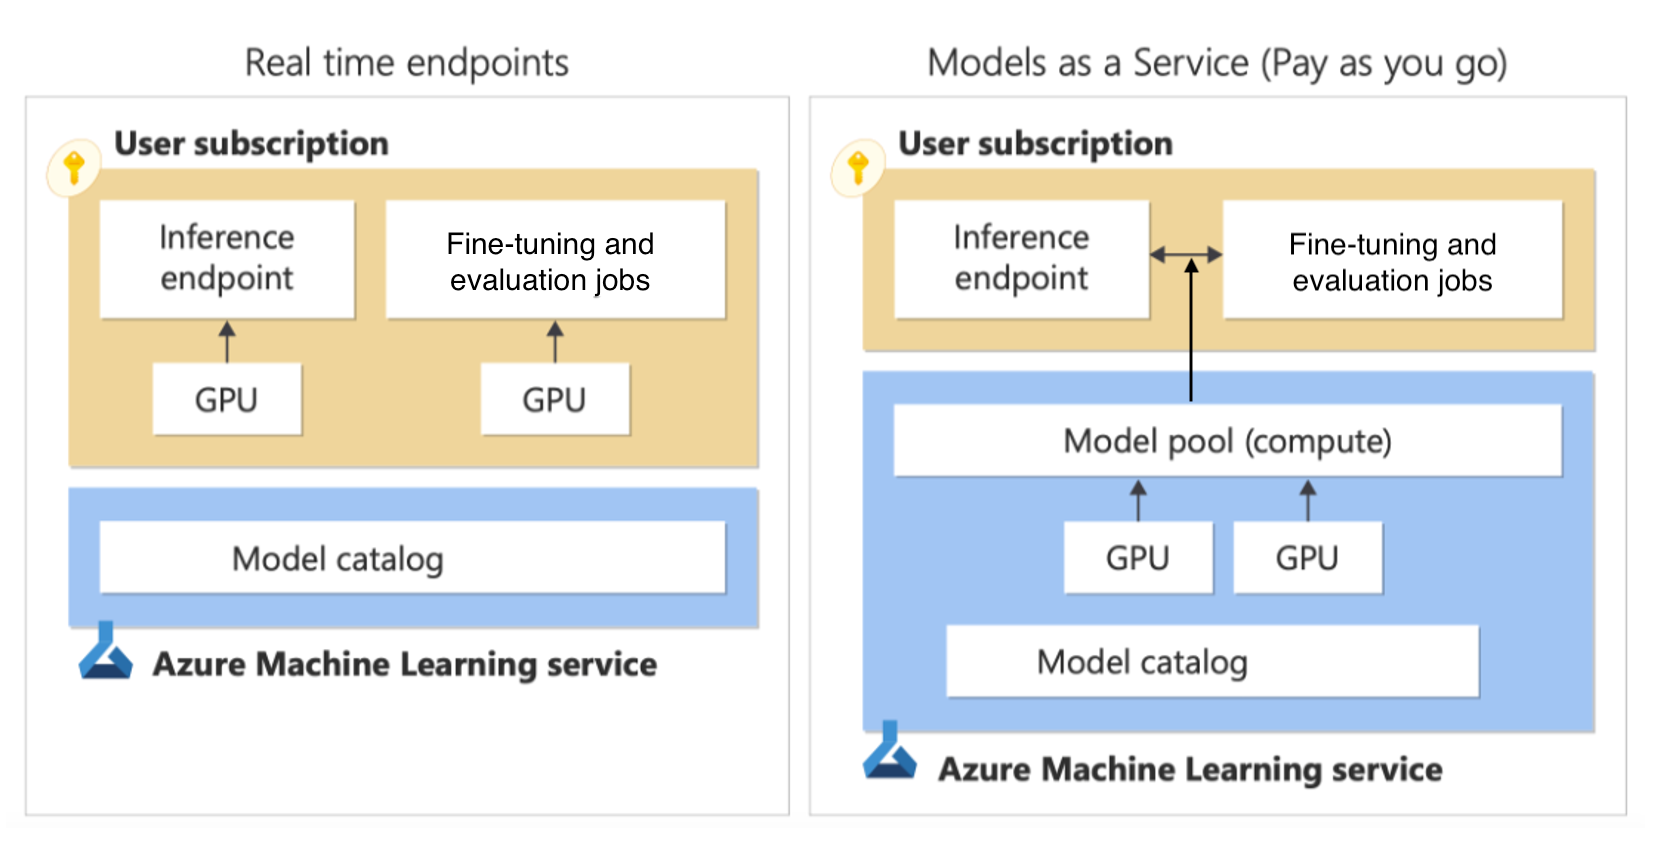 Real time endpoints
User subscription
Inference
endpoint
Fine-tuning and
evaluation jobs
GPU
GPU
Model catalog
Azure Machine Learning service
Models as a Service (Pay as you go)
User subscription
Inference
endpoint
Fine-tuning and
evaluation jobs
Model pool (compute)
GPU
GPU
Model catalog
Azure Machine Learning service